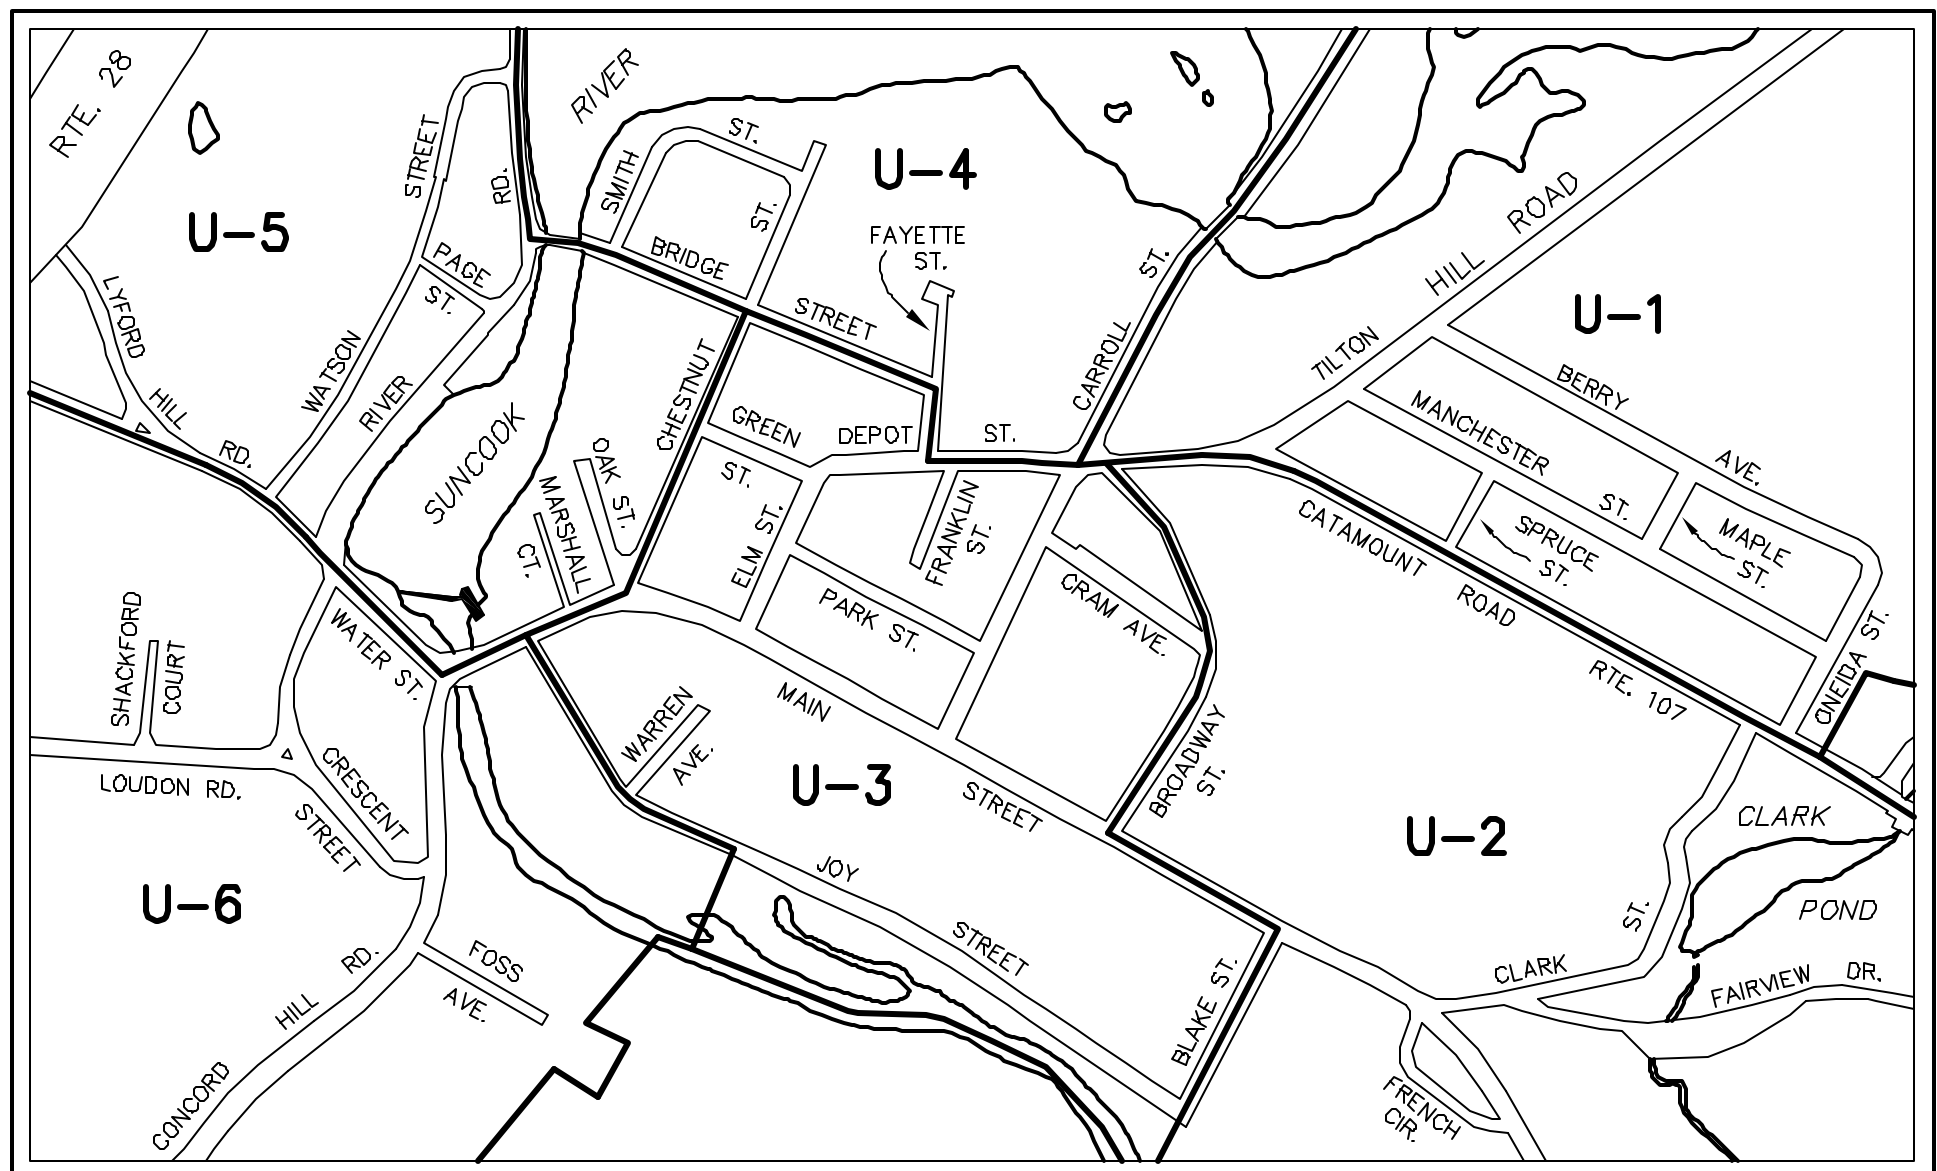 RTE. 28
RIVER
STREET
RD.
SMITH
ST.
U-4
ST.
U-5
BRIDGE
FAYETTE
ST.
ST.
HILL
ROAD
PAGE
ST.
LYFORD
HILL
RD.
WATSON
RIVER
SUNCOOK
CHESTNUT
STREET
CARROLL
TILTON
U-1
BERRY
AVE.
MANCHESTER
ST.
GREEN
ST.
DEPOT
ST.
OAK ST.
MARSHALL
CT.
ELM ST.
FRANKLIN
ST.
CATAMOUNT
ROAD
RTE. 107
SPRUCE
ST.
MAPLE
ST.
ONEIDA ST.
PARK ST.
CRAM AVE.
SHACKFORD
COURT
WATER ST.
MAIN
STREET
WARREN
AVE.
BROADWAY
ST.
LOUDON RD.
CRESCENT
STREET
U-3
U-2
CLARK
POND
U-6
JOY
STREET
BLAKE ST.
ST.
CLARK
FAIRVIEW DR.
FOSS
AVE.
RD.
HILL
CONCORD
FRENCH
CIR.